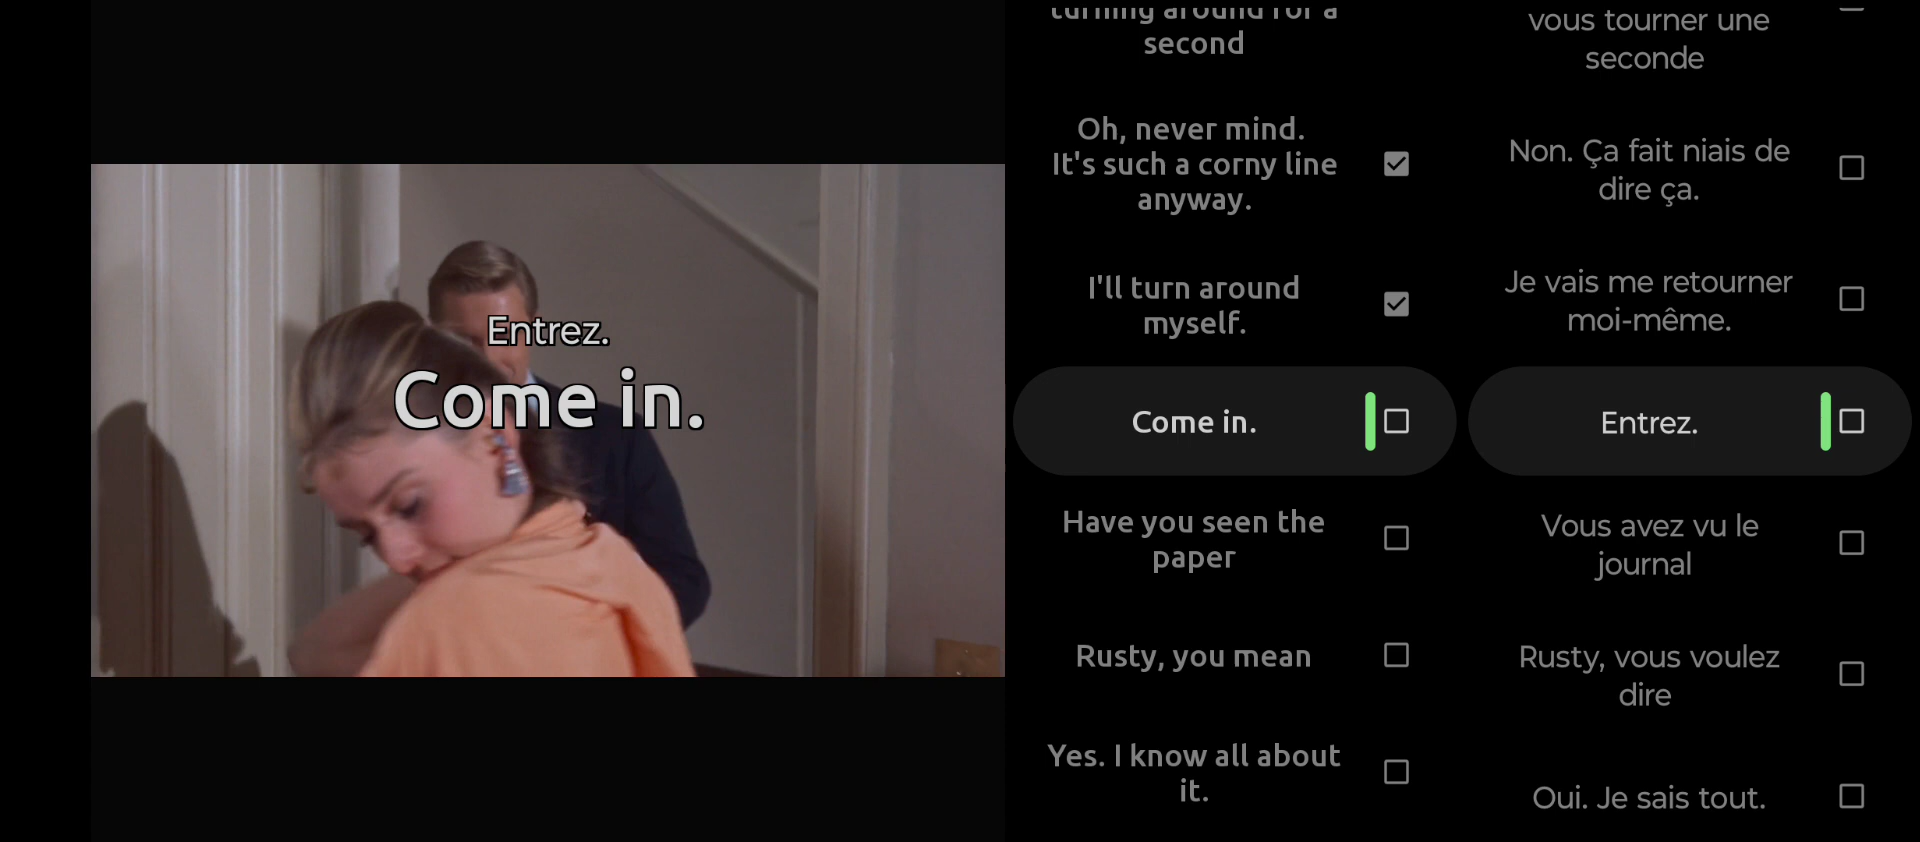 Entrez.
Come in.
turning around for a
second
Oh, never mind.
It's such a corny line
anyway.
I'll turn around
myself.
Come in.
Have you seen the
paper
Rusty, you mean
Yes. I know all about
it.
vous tourner une
seconde
Non. Ça fait niais de
dire ça.
Je vais me retourner
moi-même.
Entrez.
Vous avez vu le
journal
Rusty, vous voulez
dire
Oui. Je sais tout.